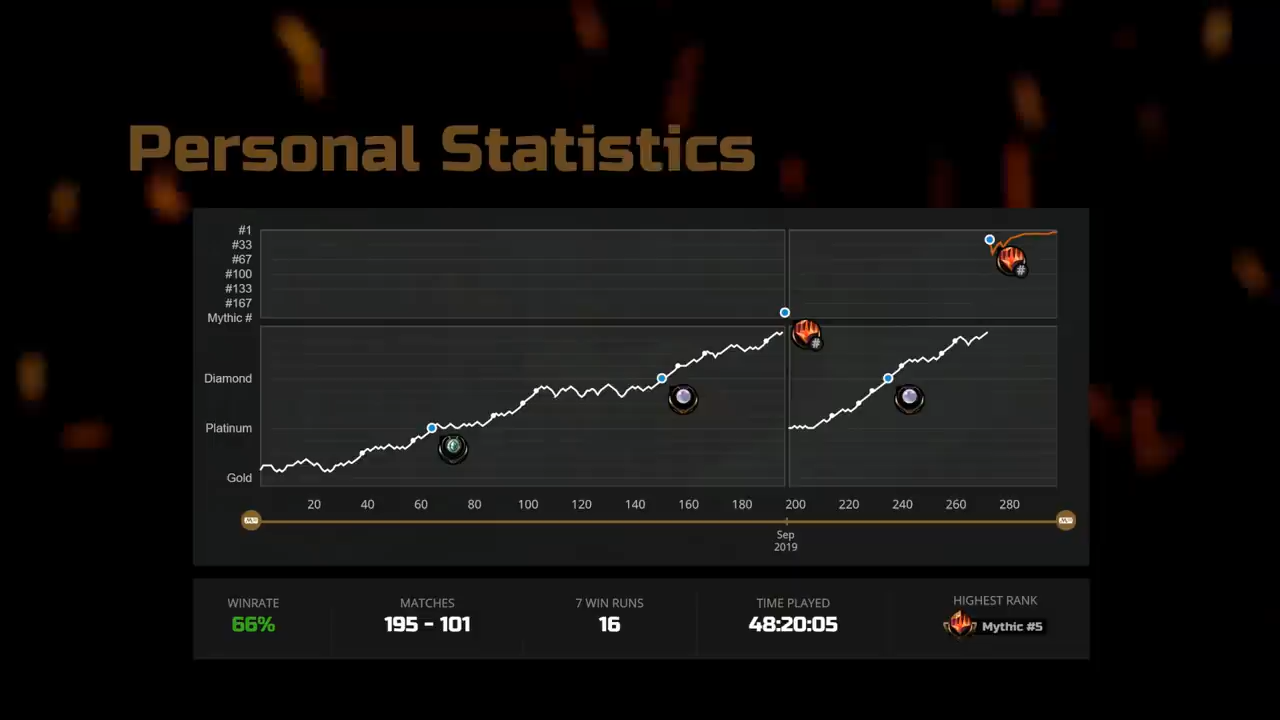 Personal Statistics
#1
#33
#67
#100
#133
#167
Mythic #
Diamond
Platinum
Gold
20 40 60 80 100 120 140 160 180 200 220 240 260 280
Sep
2019
WINRATE MATCHES 7 WIN RUNS TIME PLAYED HIGHEST RANK
66% 195 - 101 16 48:20:05 Mythic #5